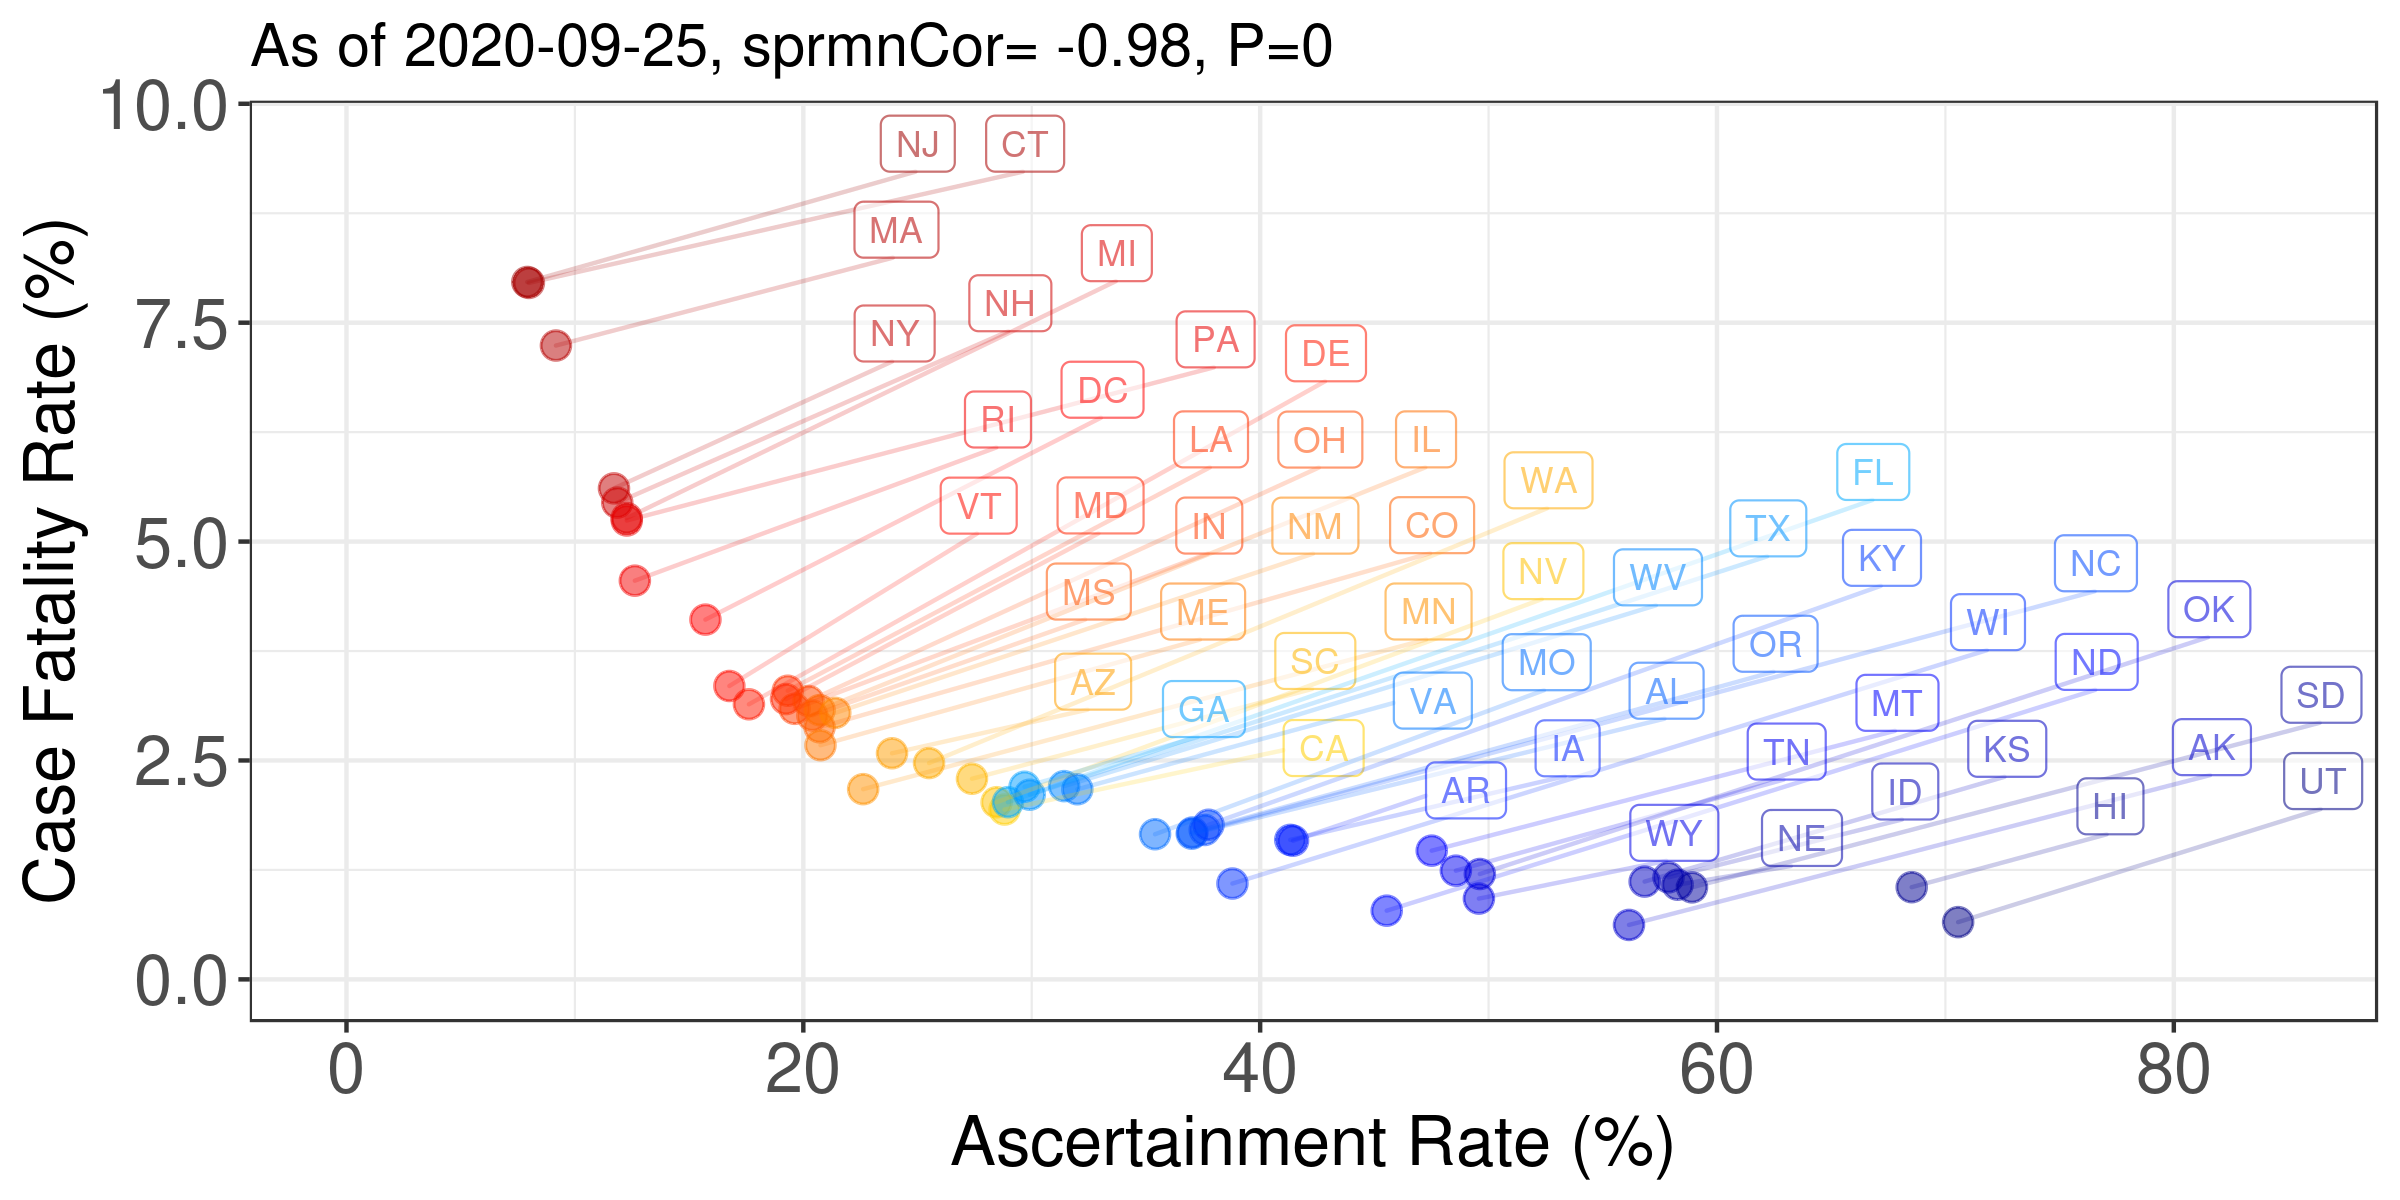 As of 2020-09-25, sprmnCor= -0.98, P=0
10.0
7.5
5.0
2.5
0.0
Case Fatality Rate (%)
NJ CT
MA
MI
NH
NY PA DE
DC
RI LA OH IL
WA FL
VT MD IN NM CO TX
KY NC
NV WV
MS ME MN OK
WI
OR
SC MO ND
AZ AL SD
GA VA MT
CA IA TN KS AK
AR ID UT
HI
WY NE
0 20 40 60 80
Ascertainment Rate (%)